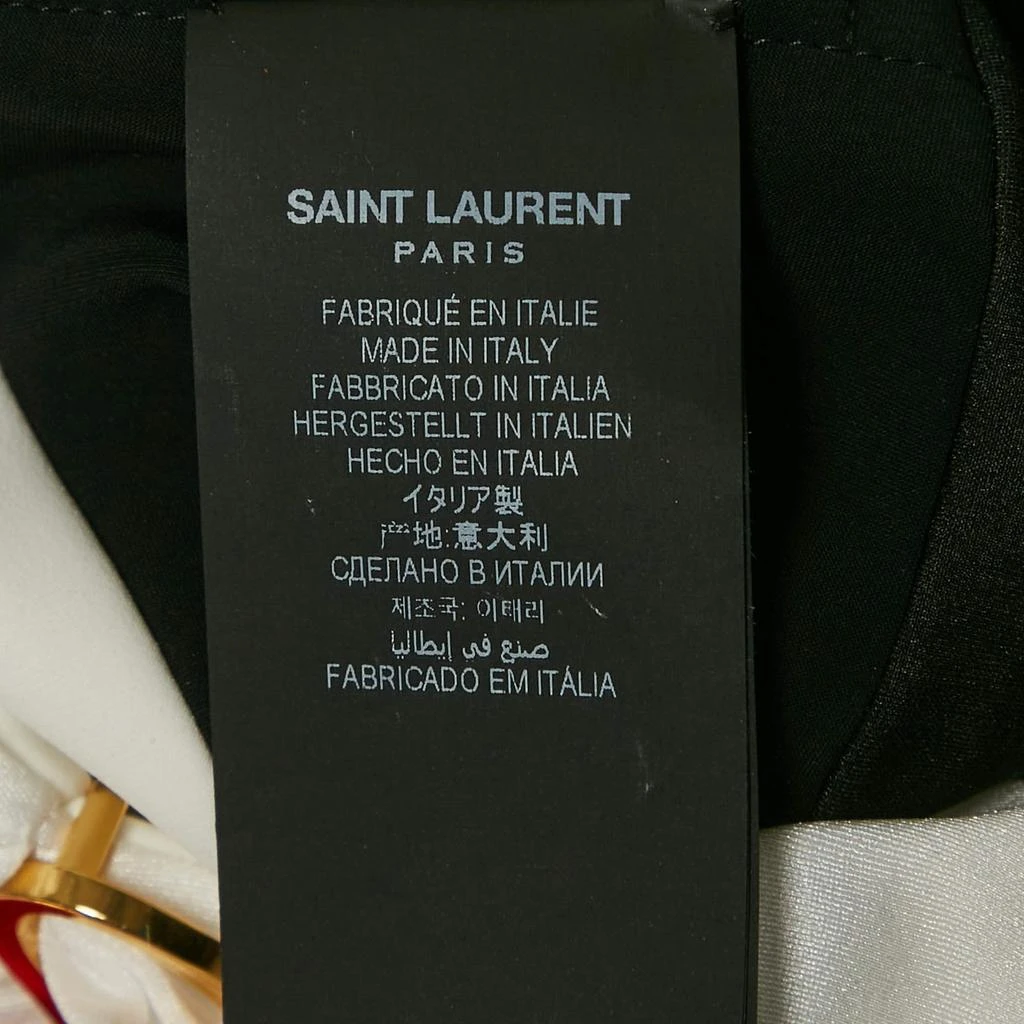 SAINT LAURENT
PARIS
FABRIQUÉ EN ITALIE
MADE IN ITALY
FABBRICATO IN ITALIA
HERGESTELLT IN ITALIEN
HECHO EN ITALIA
イタリア製
产地:意大利
СДЕЛАНО В ИТАЛИИ
제조국: 이태리
صنع في إيطاليا
FABRICADO EM ITÁLIA